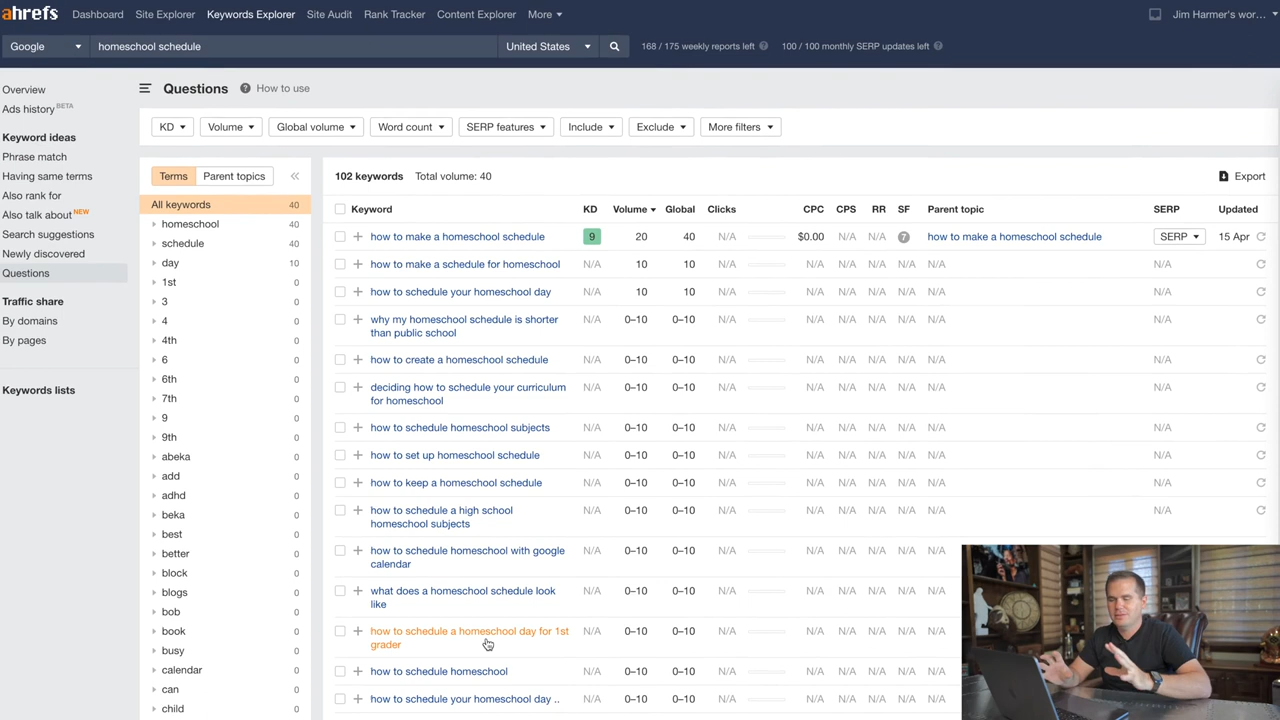 ahrefs Dashboard Site Explorer Keywords Explorer Site Audit Rank Tracker Content Explorer More Jim Harmer's wor...
Google homeschool schedule United States 168 / 175 weekly reports left ? 100 / 100 monthly SERP updates left ?
Overview
Ads history BETA
Keyword ideas
Phrase match
Having same terms
Also rank for
Also talk about NEW
Search suggestions
Newly discovered
Questions
Traffic share
By domains
By pages
Keywords lists
Questions ? How to use
KD Volume Global volume Word count SERP features Include Exclude More filters
Terms Parent topics
All keywords 40
homeschool 40
schedule 40
day 10
1st 0
3 0
4 0
4th 0
6 0
6th 0
7th 0
9 0
9th 0
abeka 0
add 0
adhd 0
beka 0
best 0
better 0
block 0
blogs 0
bob 0
book 0
busy 0
calendar 0
can 0
child 0
102 keywords Total volume: 40 Export
Keyword KD Volume Global Clicks CPC CPS RR SF Parent topic SERP Updated
how to make a homeschool schedule 9 20 40 N/A $0.00 N/A N/A 7 how to make a homeschool schedule SERP 15 Apr
how to make a schedule for homeschool N/A 10 10 N/A N/A N/A N/A N/A N/A N/A
how to schedule your homeschool day N/A 10 10 N/A N/A N/A N/A N/A N/A N/A
why my homeschool schedule is shorter N/A 0–10 0–10 N/A N/A N/A N/A N/A N/A N/A
than public school
how to create a homeschool schedule N/A 0–10 0–10 N/A N/A N/A N/A N/A N/A N/A
deciding how to schedule your curriculum N/A 0–10 0–10 N/A N/A N/A N/A N/A N/A N/A
for homeschool
how to schedule homeschool subjects N/A 0–10 0–10 N/A N/A N/A N/A N/A N/A N/A
how to set up homeschool schedule N/A 0–10 0–10 N/A N/A N/A N/A N/A N/A N/A
how to keep a homeschool schedule N/A 0–10 0–10 N/A N/A N/A N/A N/A N/A N/A
how to schedule a high school N/A 0–10 0–10 N/A N/A N/A N/A N/A N/A N/A
homeschool subjects
how to schedule homeschool with google N/A 0–10 0–10 N/A N/A N/A N/A N/A N/A
calendar
what does a homeschool schedule look N/A 0–10 0–10 N/A N/A N/A N/A N/A N/A
like
how to schedule a homeschool day for 1st N/A 0–10 0–10 N/A N/A N/A N/A N/A N/A
grader
how to schedule homeschool N/A 0–10 0–10 N/A N/A N/A N/A N/A N/A
how to schedule your homeschool day .. N/A 0–10 0–10 N/A N/A N/A N/A N/A N/A